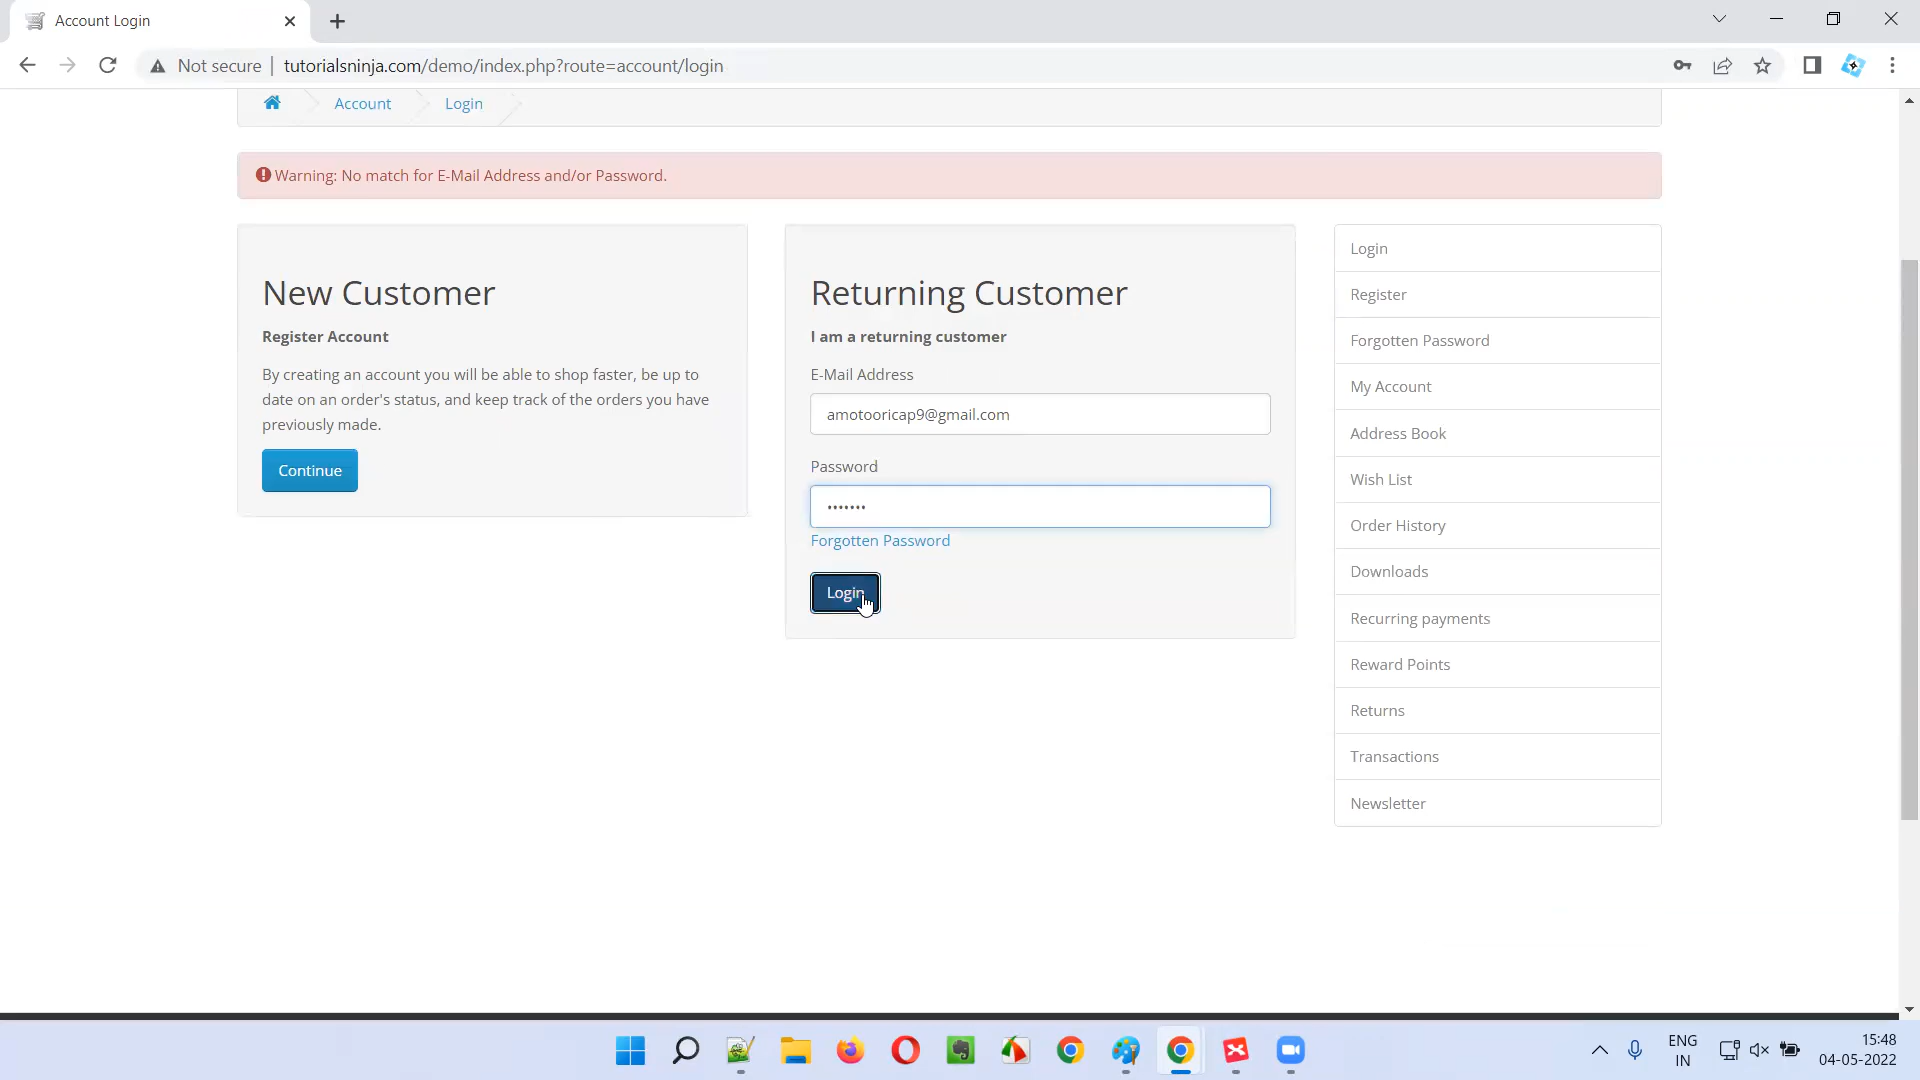 Account Login
Not secure
tutorialsninja.com/demo/index.php?route=account/login
Account
Login
Warning: No match for E-Mail Address and/or Password.
New Customer
Register Account
By creating an account you will be able to shop faster, be up to
date on an order's status, and keep track of the orders you have
previously made.
Continue
Returning Customer
I am a returning customer
E-Mail Address
amotooricap9@gmail.com
Password
•••••••
Forgotten Password
Login
Login
Register
Forgotten Password
My Account
Address Book
Wish List
Order History
Downloads
Recurring payments
Reward Points
Returns
Transactions
Newsletter
ENG
IN
15:48
04-05-2022